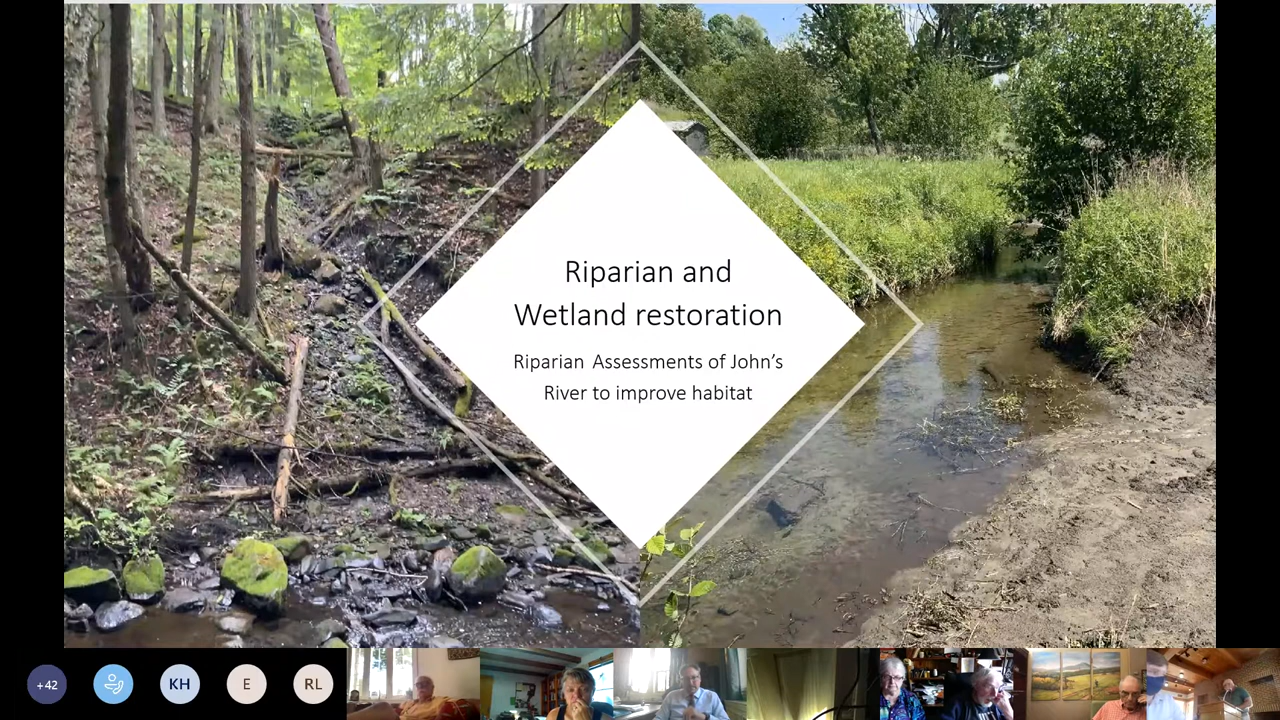 Riparian and
Wetland restoration
Riparian Assessments of John's
River to improve habitat
+42
KH
E
RL